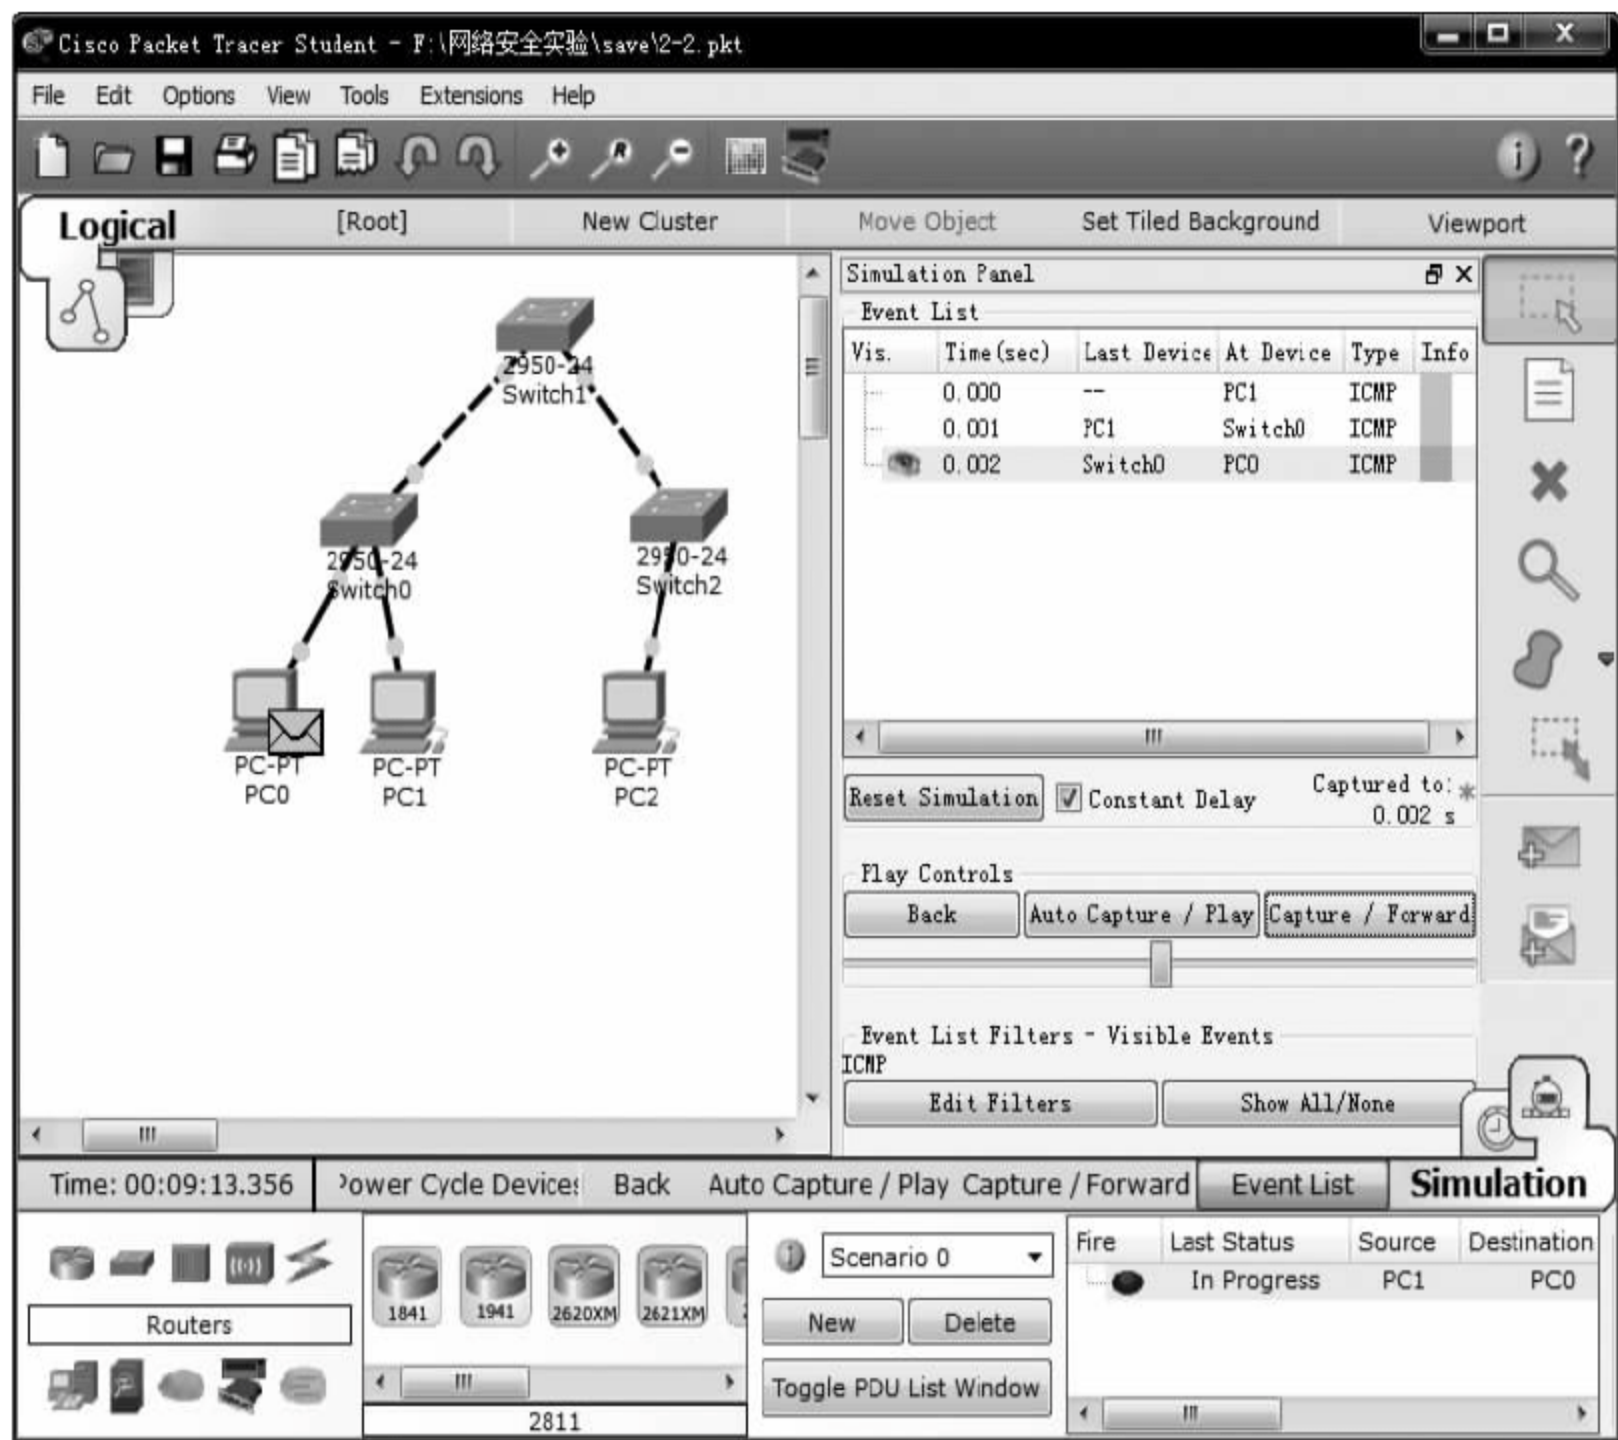 Cisco Packet Tracer Student - F:\网络安全实验\save\2-2.pkt
File Edit Options View Tools Extensions Help
Logical [Root] New Cluster Move Object Set Tiled Background Viewport
2950-24
Switch1
2950-24
Switch0
2950-24
Switch2
PC-PT
PC0
PC-PT
PC1
PC-PT
PC2
Simulation Panel
Event List
Vis. Time(sec) Last Device At Device Type Info
0.000 -- PC1 ICMP
0.001 PC1 Switch0 ICMP
0.002 Switch0 PC0 ICMP
Reset Simulation Constant Delay Captured to: *
0.002 s
Play Controls
Back Auto Capture / Play Capture / Forward
Event List Filters - Visible Events
ICMP
Edit Filters Show All/None
Time: 00:09:13.356 Power Cycle Devices Back Auto Capture / Play Capture / Forward Event List Simulation
Routers
1841 1941 2620XM 2621XM
2811
Scenario 0
New Delete
Toggle PDU List Window
Fire Last Status Source Destination
In Progress PC1 PC0